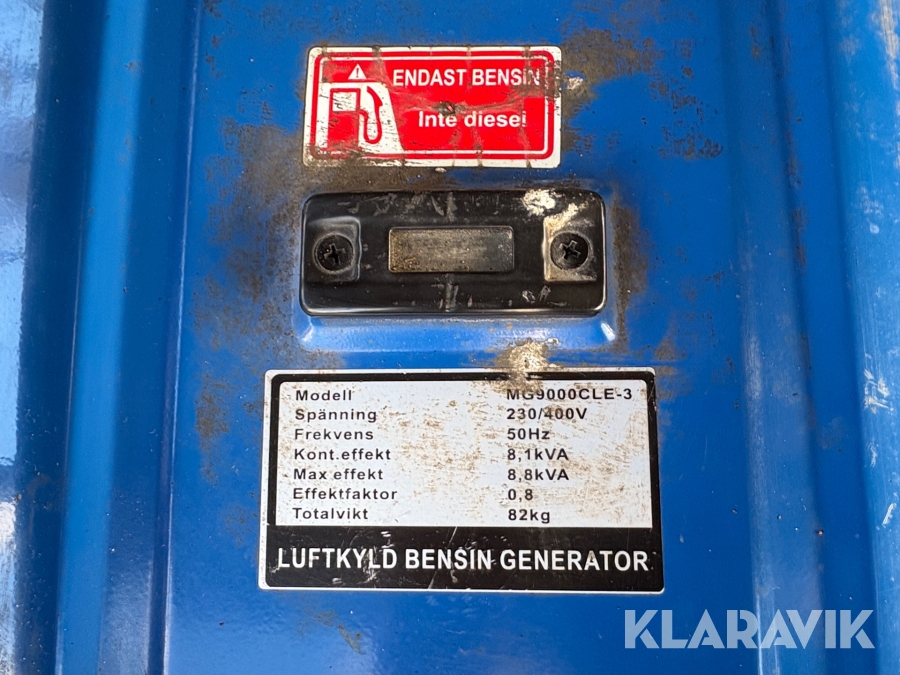 ENDAST BENSIN
Inte diesel
Modell MG9000CLE-3
Spänning 230/400V
Frekvens 50Hz
Kont.effekt 8,1kVA
Max effekt 8,8kVA
Effektfaktor 0,8
Totalvikt 82kg
LUFTKYLD BENSIN GENERATOR
KLARAVIK